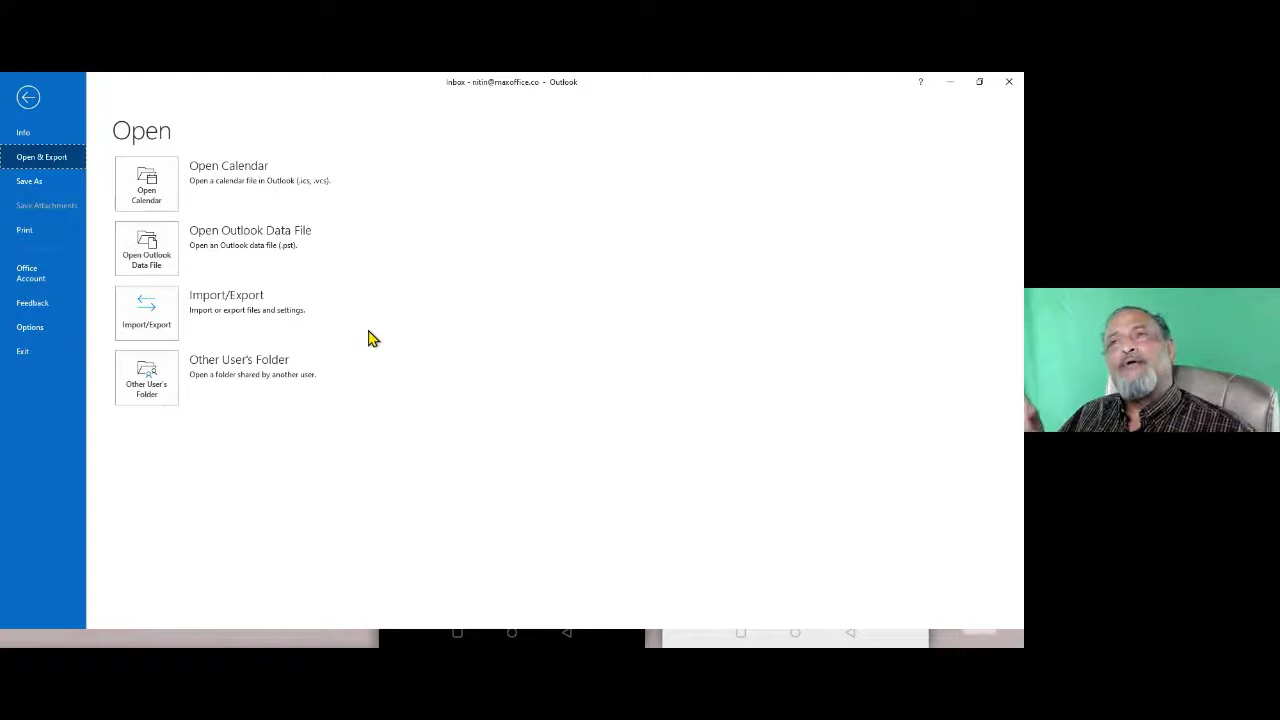 Inbox - nitin@maxoffice.co - Outlook
?
Info
Open & Export
Save As
Save Attachments
Print
Office
Account
Feedback
Options
Exit
Open
Open
Calendar
Open Calendar
Open a calendar file in Outlook (.ics, .vcs).
Open Outlook
Data File
Open Outlook Data File
Open an Outlook data file (.pst).
Import/Export
Import/Export
Import or export files and settings.
Other User's
Folder
Other User's Folder
Open a folder shared by another user.